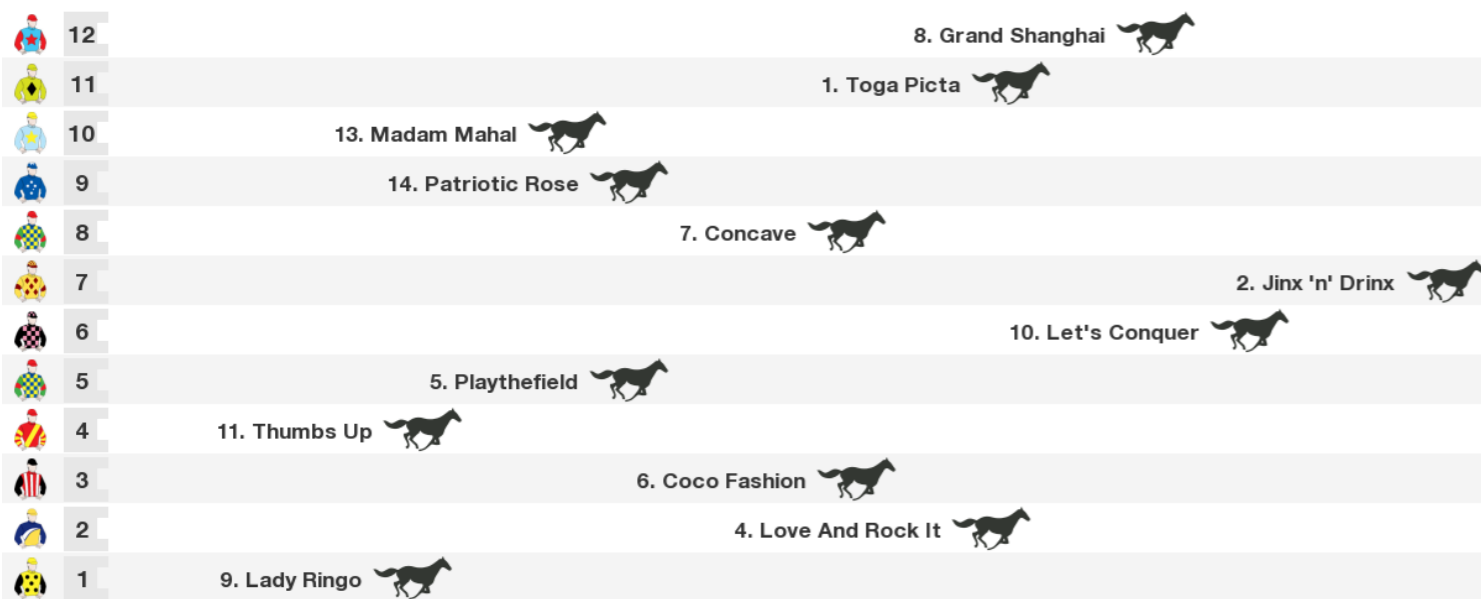 12 8. Grand Shanghai
11 1. Toga Picta
10 13. Madam Mahal
9 14. Patriotic Rose
8 7. Concave
7 2. Jinx 'n' Drinx
6 10. Let's Conquer
5 5. Playthefield
4 11. Thumbs Up
3 6. Coco Fashion
2 4. Love And Rock It
1 9. Lady Ringo